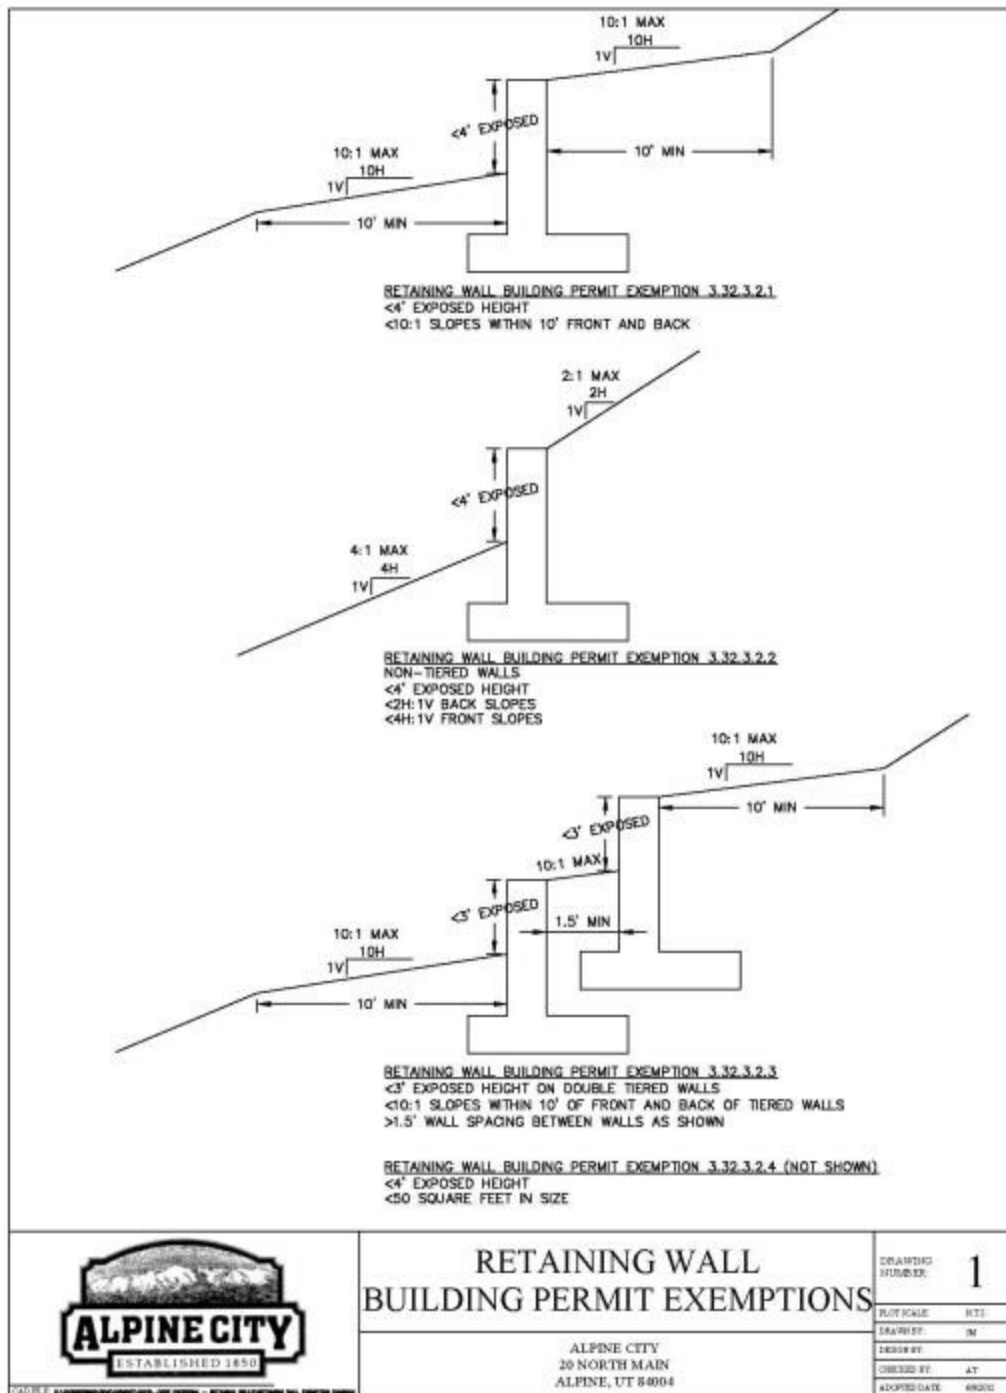 10:1 MAX
10H
1V
<4' EXPOSED
10' MIN
10:1 MAX
10H
1V
10' MIN
RETAINING WALL BUILDING PERMIT EXEMPTION 3.32.3.2.1
<4' EXPOSED HEIGHT
<10:1 SLOPES WITHIN 10' FRONT AND BACK
2:1 MAX
2H
1V
<4' EXPOSED
4:1 MAX
4H
1V
RETAINING WALL BUILDING PERMIT EXEMPTION 3.32.3.2.2
NON-TIERED WALLS
<4' EXPOSED HEIGHT
<2H:1V BACK SLOPES
<4H:1V FRONT SLOPES
10:1 MAX
10H
1V
10' MIN
<3' EXPOSED
10:1 MAX
<3' EXPOSED
1.5' MIN
10:1 MAX
10H
1V
10' MIN
RETAINING WALL BUILDING PERMIT EXEMPTION 3.32.3.2.3
<3' EXPOSED HEIGHT ON DOUBLE TIERED WALLS
<10:1 SLOPES WITHIN 10' OF FRONT AND BACK OF TIERED WALLS
>1.5' WALL SPACING BETWEEN WALLS AS SHOWN
RETAINING WALL BUILDING PERMIT EXEMPTION 3.32.3.2.4 (NOT SHOWN)
<4' EXPOSED HEIGHT
<50 SQUARE FEET IN SIZE
ALPINE CITY
ESTABLISHED 1850
RETAINING WALL
BUILDING PERMIT EXEMPTIONS
ALPINE CITY
20 NORTH MAIN
ALPINE, UT 84004
DRAWING NUMBER: 1
PLOT SCALE: NTS
DRAWN BY:
DESIGN BY:
CHECKED BY: AT
ADOPTED DATE